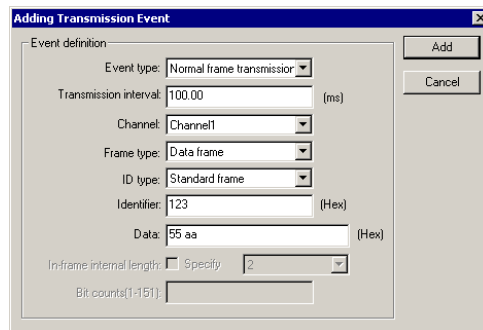 Adding Transmission Event
Event definition
Add
Event type: Normal frame transmission
Cancel
Transmission interval: 100.00 (ms)
Channel: Channel1
Frame type: Data frame
ID type: Standard frame
Identifier: 123 (Hex)
Data: 55 aa (Hex)
In-frame internal length: Specify 2
Bit counts(1-151):